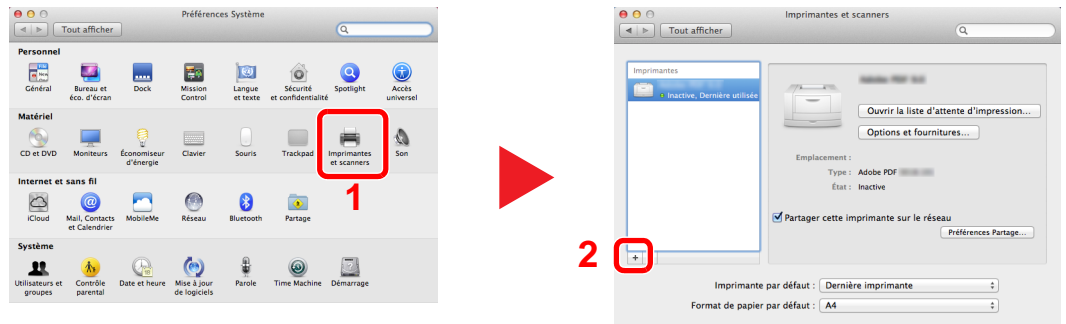 Préférences Système
Tout afficher
Personnel
Général
Bureau et
éco. d'écran
Dock
Mission
Control
Langue
et texte
Sécurité
et confidentialité
Spotlight
Accès
universel
Matériel
CD et DVD
Moniteurs
Économiseur
d'énergie
Clavier
Souris
Trackpad
Imprimantes
et scanners
Son
1
Internet et sans fil
iCloud
Mail, Contacts
et Calendrier
MobileMe
Réseau
Bluetooth
Partage
Système
Utilisateurs et
groupes
Contrôle
parental
Date et heure
Mise à jour
de logiciels
Parole
Time Machine
Démarrage
Imprimantes et scanners
Tout afficher
Imprimantes
Inactive, Dernière utilisée
Ouvrir la liste d'attente d'impression...
Options et fournitures...
Emplacement :
Type : Adobe PDF
État : Inactive
Partager cette imprimante sur le réseau
Préférences Partage...
2
+
Imprimante par défaut : Dernière imprimante
Format de papier par défaut : A4